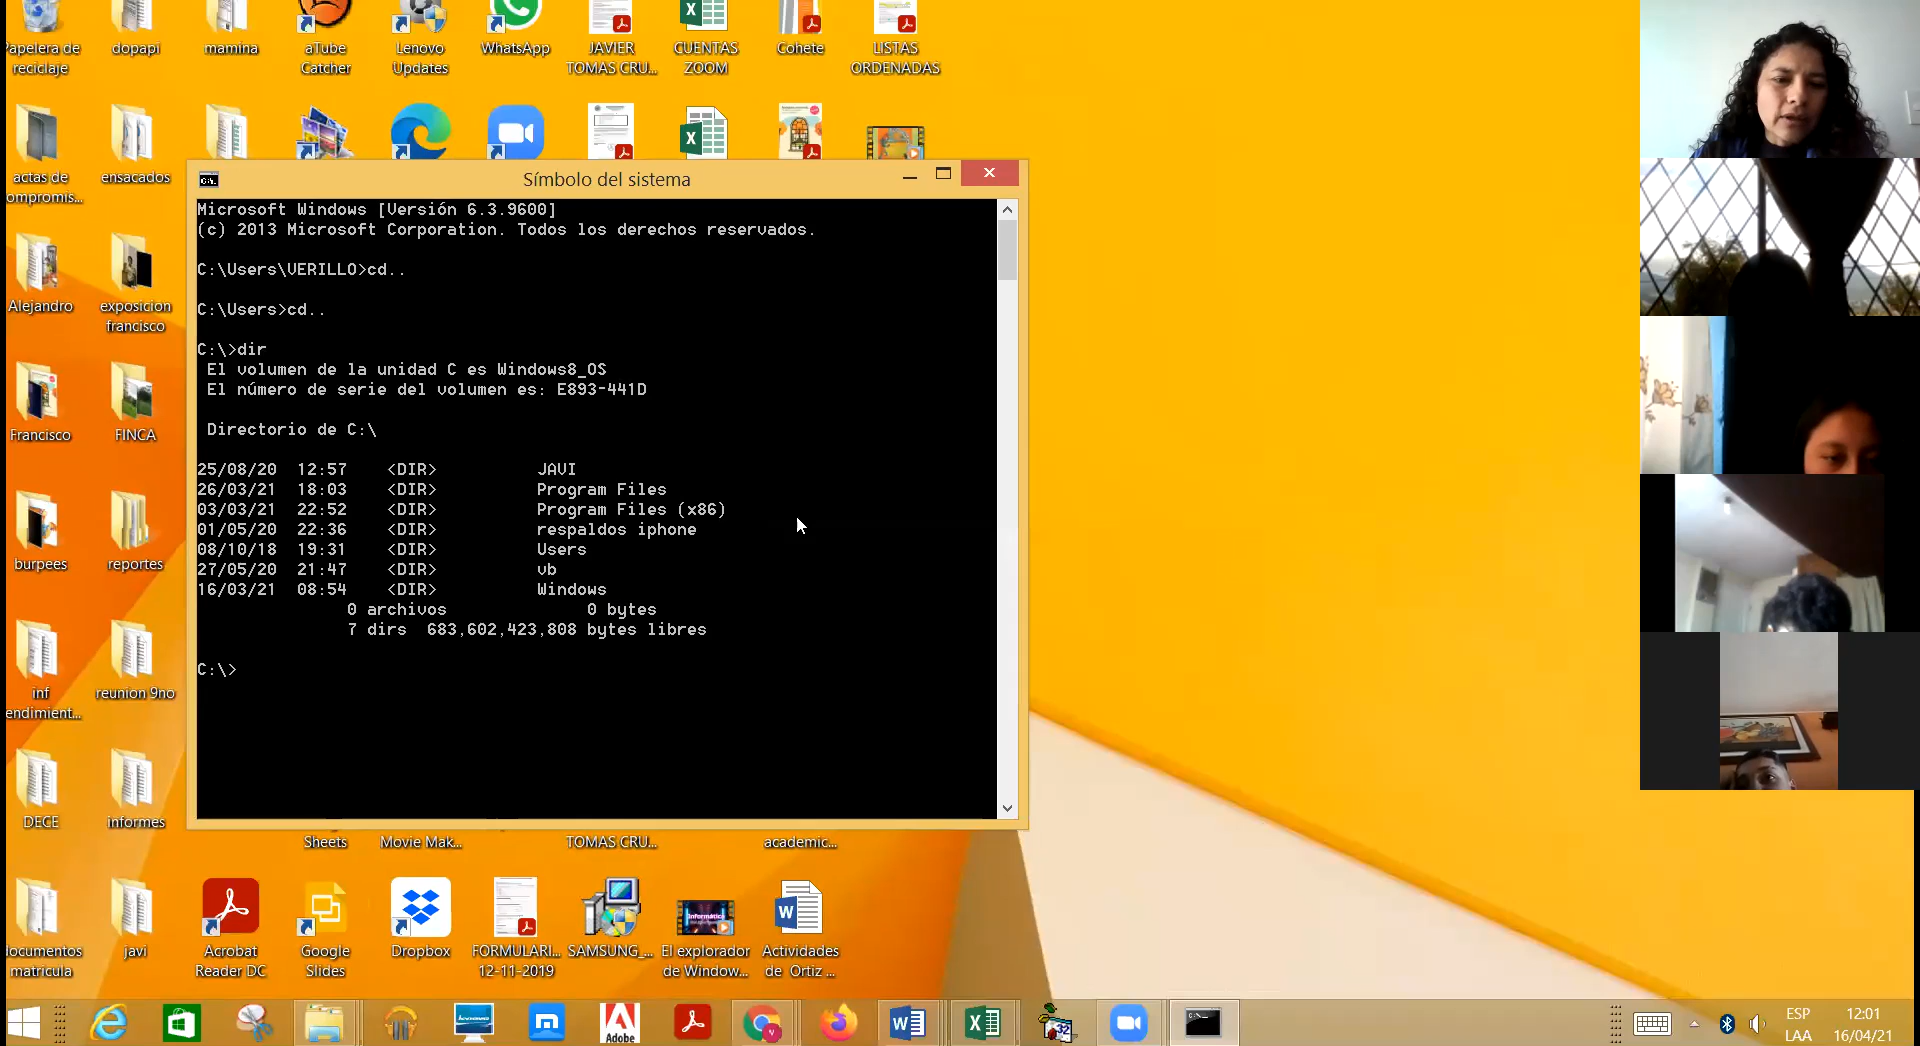 Papelera de
reciclaje
dopapi
mamina
aTube
Catcher
Lenovo
Updates
WhatsApp
JAVIER
TOMAS CRU...
CUENTAS
ZOOM
Cohete
LISTAS
ORDENADAS
actas de
ompromis...
ensacados
Símbolo del sistema
Microsoft Windows [Versión 6.3.9600]
(c) 2013 Microsoft Corporation. Todos los derechos reservados.
C:\Users\VERILLO>cd..
C:\Users>cd..
C:\>dir
El volumen de la unidad C es Windows8_OS
El número de serie del volumen es: E893-441D
Directorio de C:\
25/08/20 12:57 <DIR> JAVI
26/03/21 18:03 <DIR> Program Files
03/03/21 22:52 <DIR> Program Files (x86)
01/05/20 22:36 <DIR> respaldos iphone
08/10/18 19:31 <DIR> Users
27/05/20 21:47 <DIR> vb
16/03/21 08:54 <DIR> Windows
0 archivos 0 bytes
7 dirs 683,602,423,808 bytes libres
C:\>
Alejandro
exposicion
francisco
Francisco
FINCA
burpees
reportes
inf
endimient...
reunion 9no
DECE
informes
Sheets
Movie Mak...
TOMAS CRU...
academic...
documentos
matricula
javi
Acrobat
Reader DC
Google
Slides
Dropbox
FORMULARI...
12-11-2019
SAMSUNG_...
Informática
El explorador
de Window...
Actividades
de Ortiz ...
lenovo
Adobe
32
ESP
LAA
12:01
16/04/21